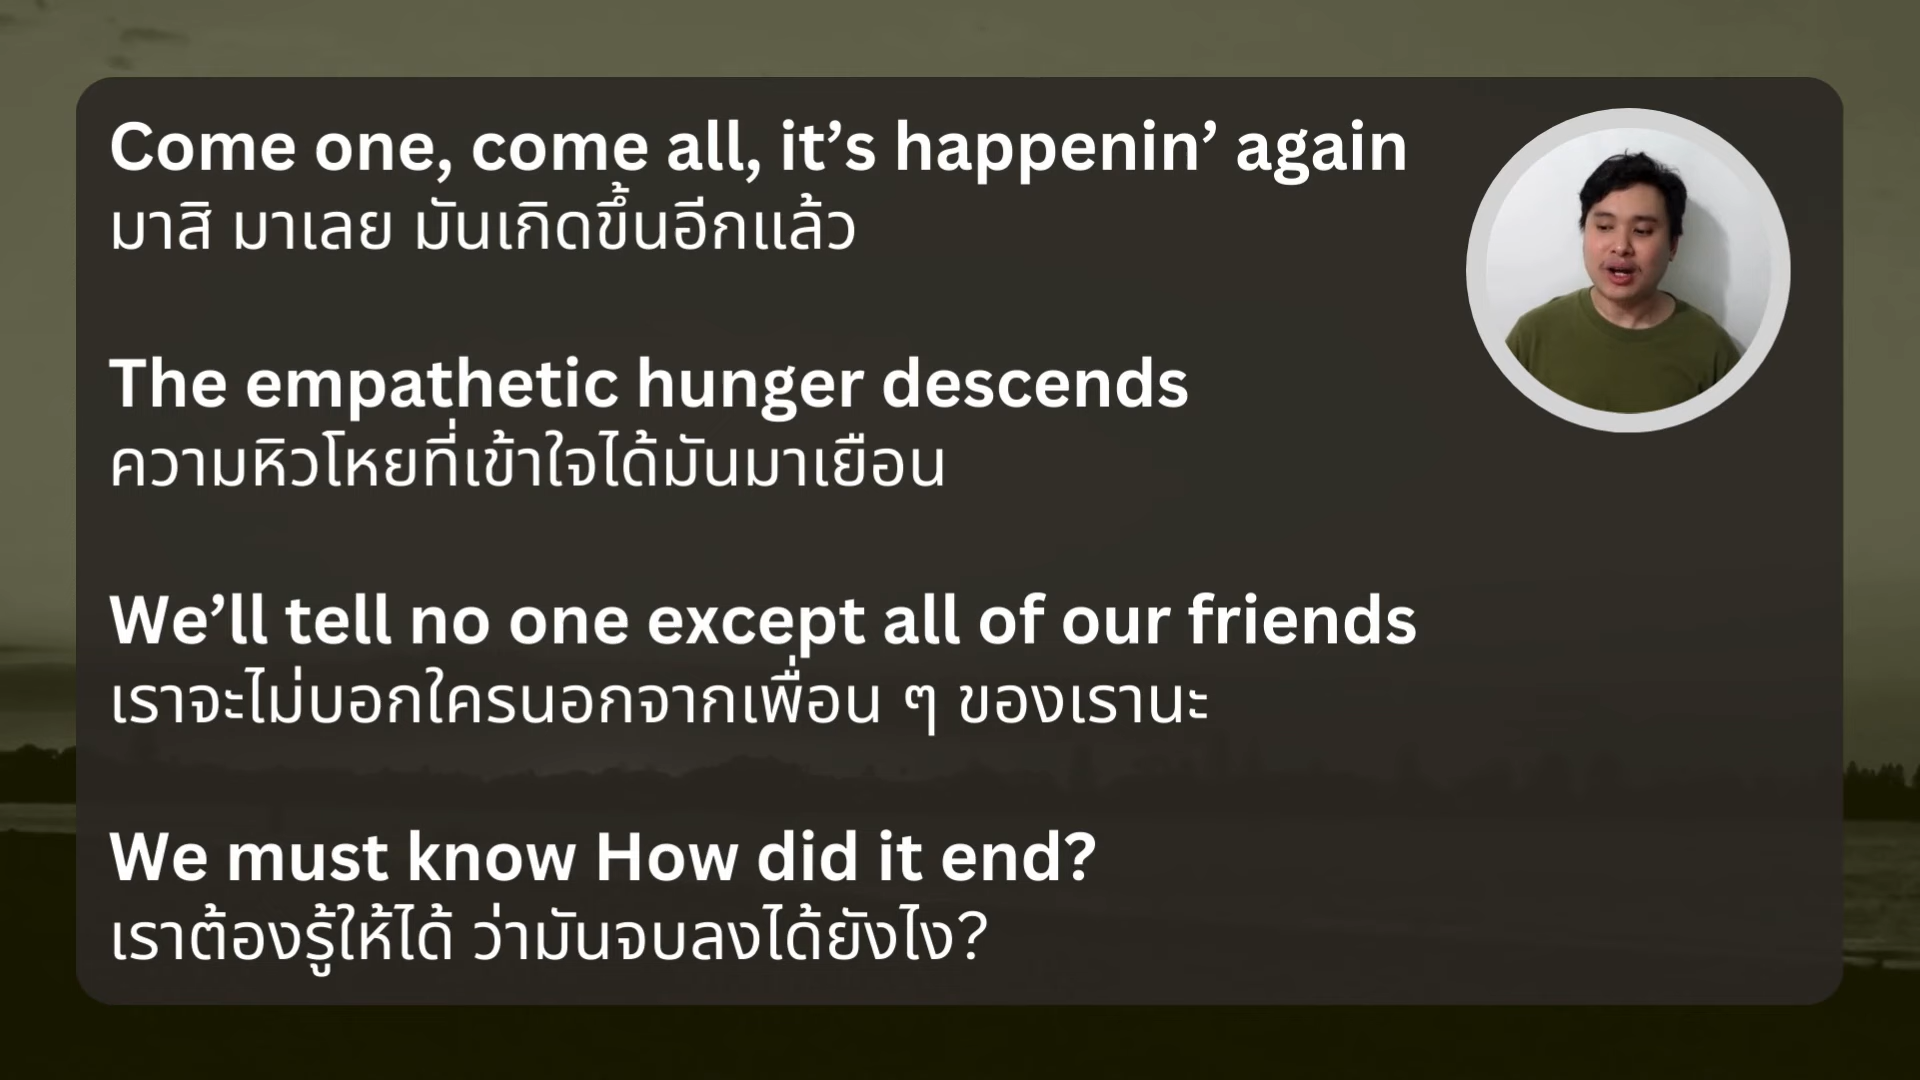 Come one, come all, it’s happenin’ again
มาสิ มาเลย มันเกิดขึ้นอีกแล้ว
The empathetic hunger descends
ความหิวโหยที่เข้าใจได้มันมาเยือน
We’ll tell no one except all of our friends
เราจะไม่บอกใครนอกจากเพื่อน ๆ ของเรานะ
We must know How did it end?
เราต้องรู้ให้ได้ ว่ามันจบลงได้ยังไง?